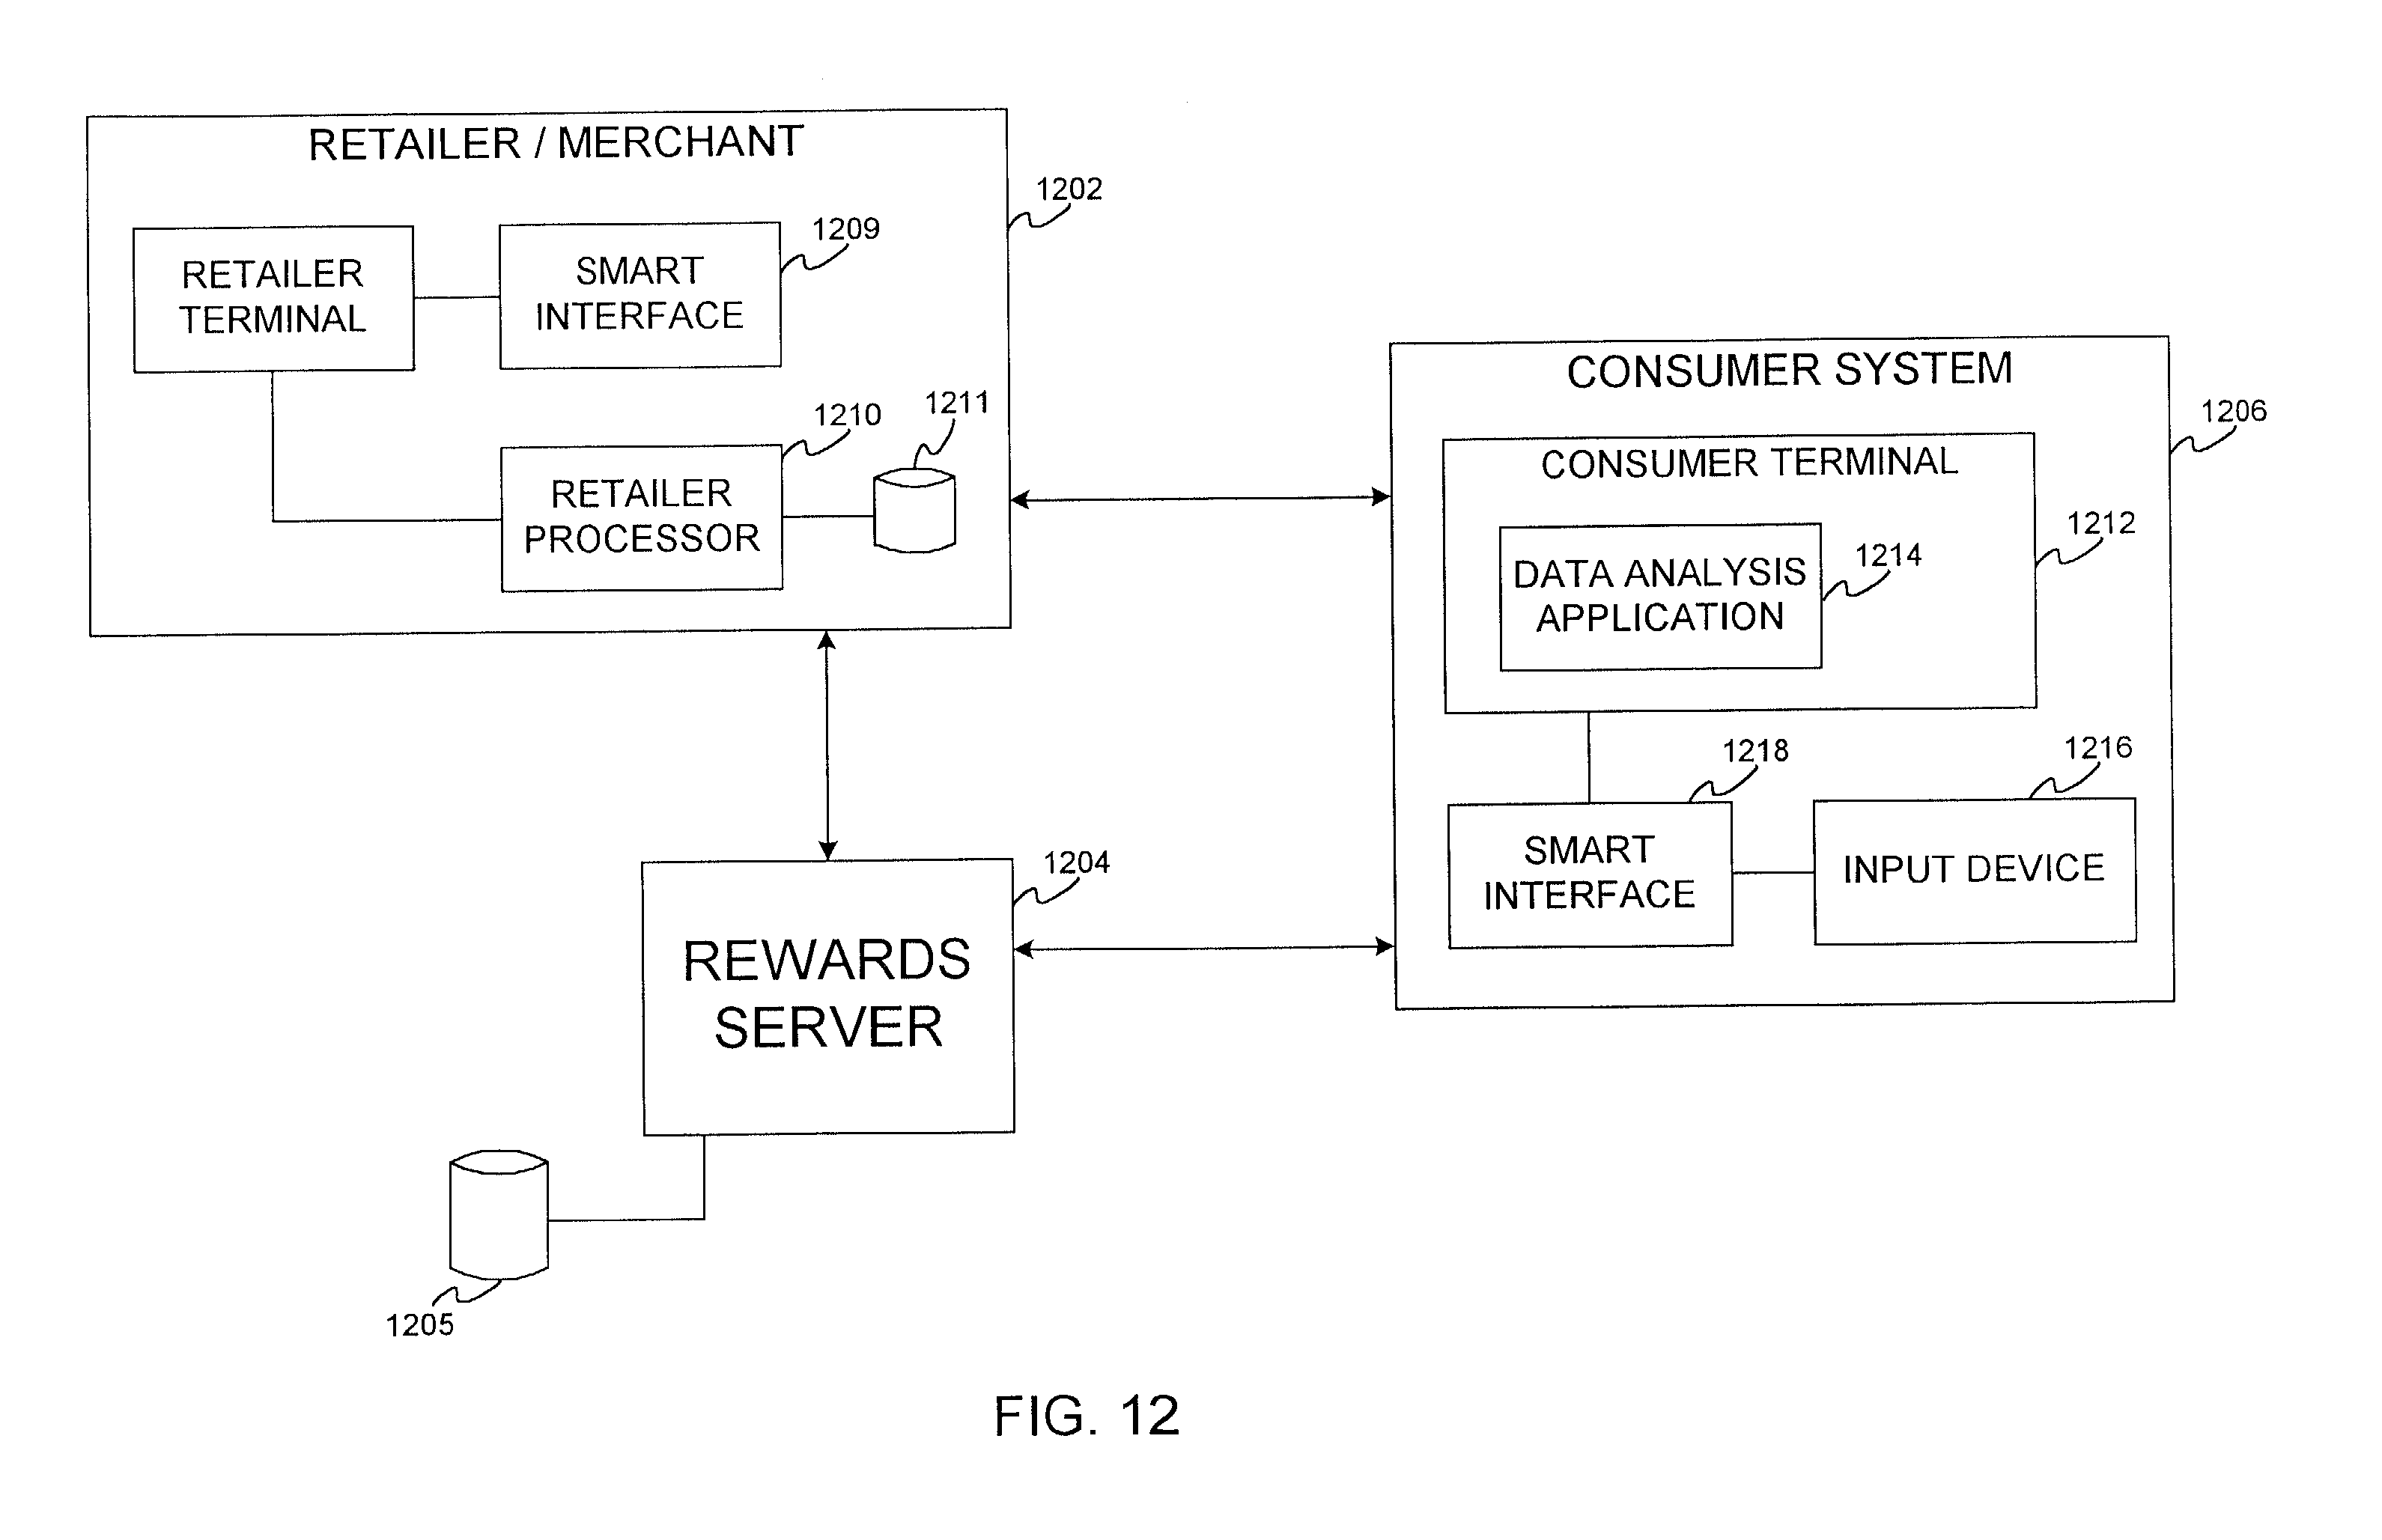 RETAILER / MERCHANT
1202
RETAILER
TERMINAL
SMART
INTERFACE
1209
RETAILER
PROCESSOR
1210
1211
CONSUMER SYSTEM
1206
CONSUMER TERMINAL
1212
DATA ANALYSIS
APPLICATION
1214
SMART
INTERFACE
1218
INPUT DEVICE
1216
REWARDS
SERVER
1204
1205
FIG. 12